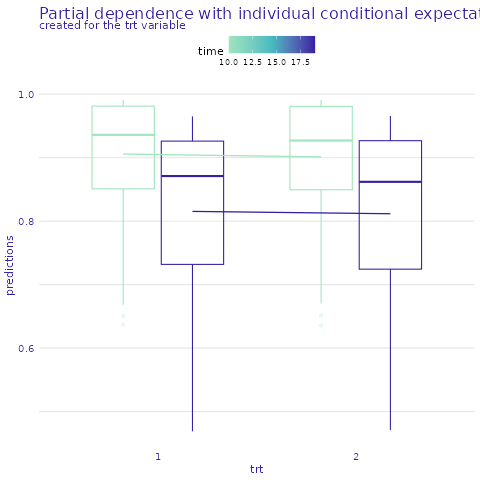 Partial dependence with individual conditional expectat
created for the trt variable
time
10.0 12.5 15.0 17.5
1.0
0.8
0.6
predictions
1 2
trt